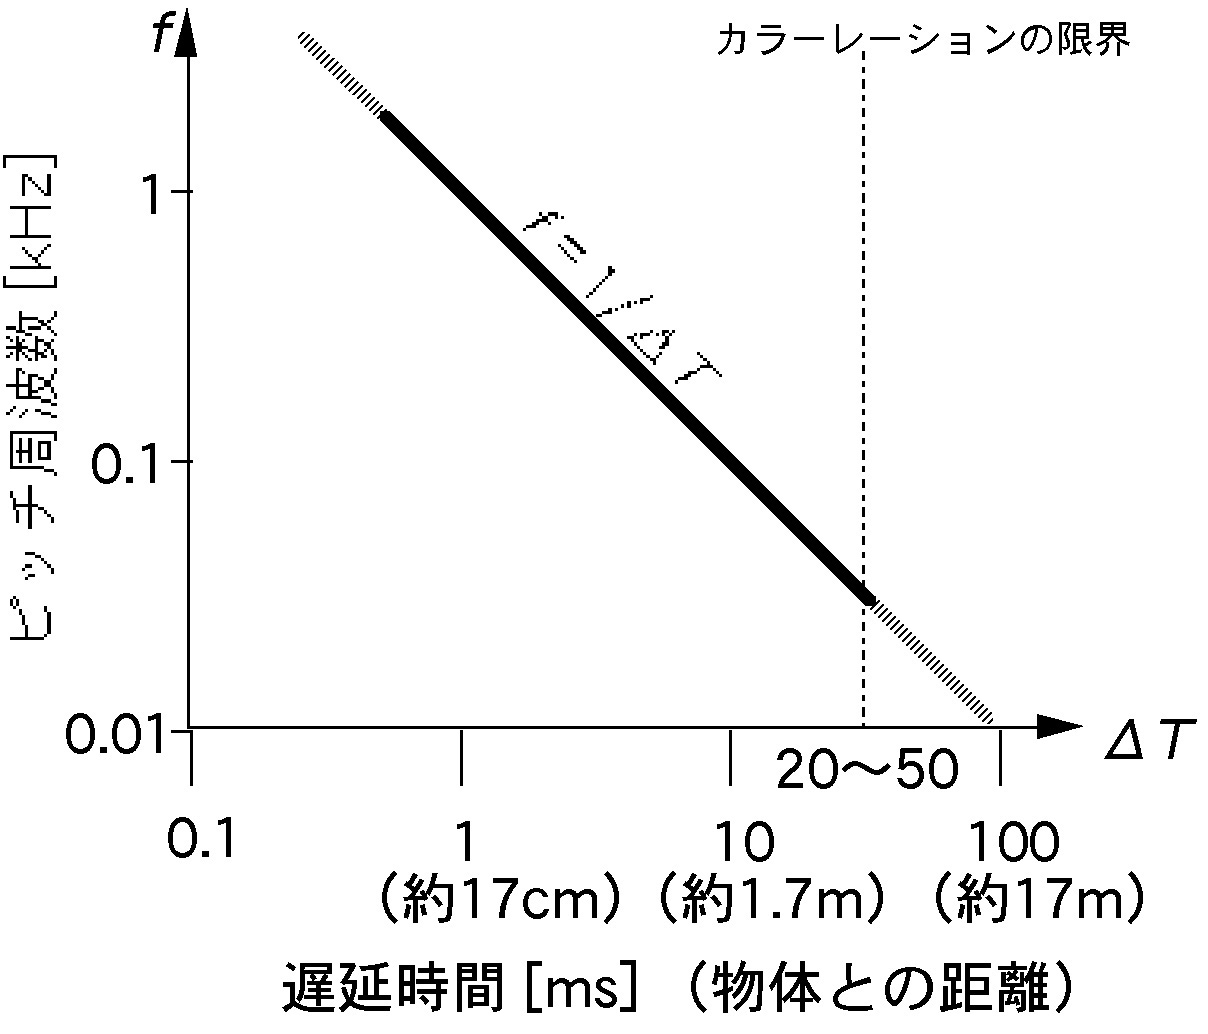 f
カラーレーションの限界
ピッチ周波数 [kHz]
1
0.1
0.01
f=1/ΔT
ΔT
20〜50
0.1
1
10
100
(約17cm)
(約1.7m)
(約17m)
遅延時間 [ms] (物体との距離)